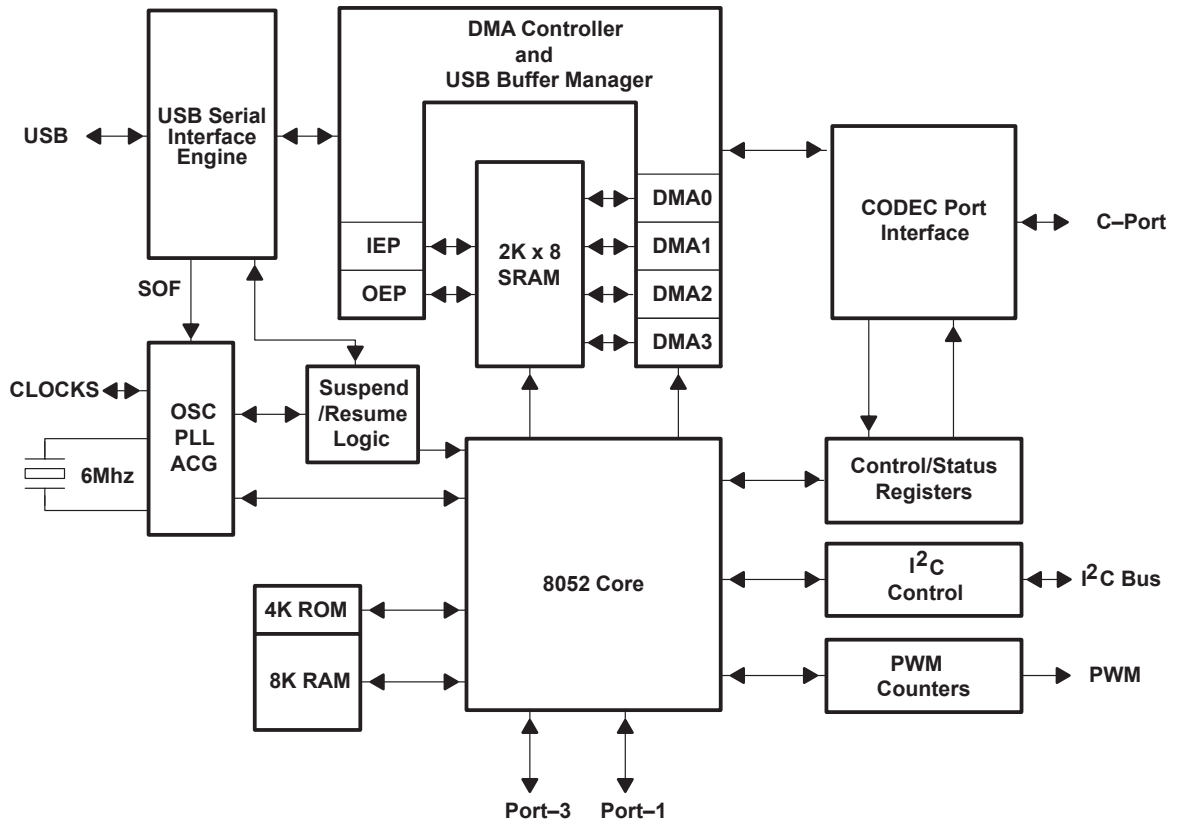 DMA Controller
and
USB Buffer Manager
USB Serial
Interface
Engine
USB
CODEC Port
Interface
C–Port
DMA0
DMA1
DMA2
DMA3
IEP
OEP
2K x 8
SRAM
SOF
CLOCKS
OSC
PLL
ACG
6Mhz
Suspend
/Resume
Logic
Control/Status
Registers
8052 Core
I²C
Control
I²C Bus
4K ROM
8K RAM
PWM
Counters
PWM
Port–3
Port–1